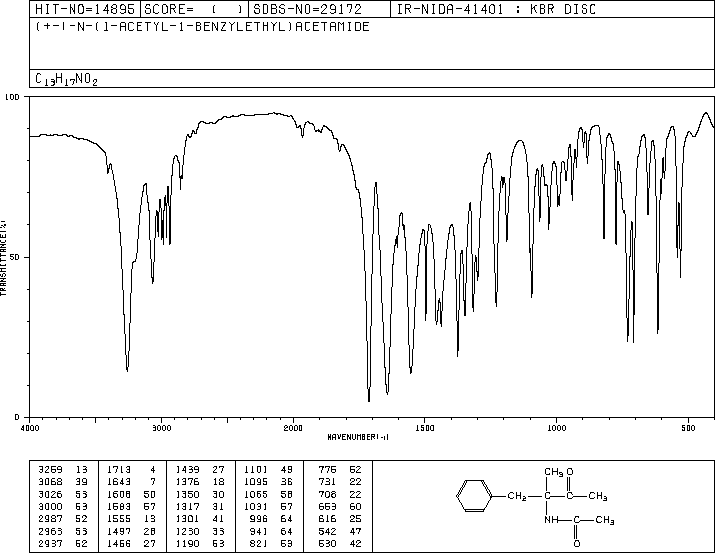 HIT-NO=14895 SCORE= ( ) SDBS-NO=29172 IR-NIDA-41401 : KBR DISC
(+-)-N-(1-ACETYL-1-BENZYLETHYL)ACETAMIDE
C13H17NO2
100
50
0
TRANSMITTANCE(%)
4000 3000 2000 1500 1000 500
WAVENUMBER(-1)
3269 13 1713 4 1439 27 1101 49 776 52
3068 39 1643 7 1376 18 1095 36 731 22
3026 53 1608 50 1350 30 1065 58 708 22
3000 53 1583 57 1317 31 1031 57 653 60
2987 52 1555 13 1301 41 996 64 616 25
2963 53 1497 28 1230 33 941 64 542 47
2937 52 1456 27 1190 53 821 53 530 42
CH3 O
CH2 C C CH3
NH C CH3
O